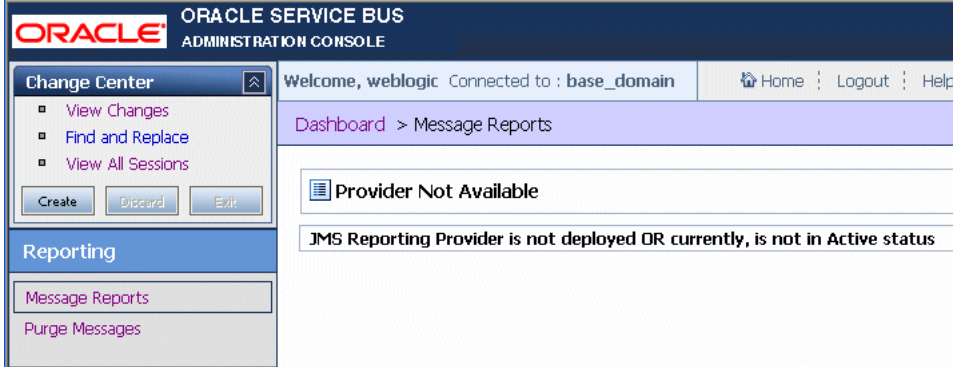 ORACLE
ORACLE SERVICE BUS
ADMINISTRATION CONSOLE
Change Center
View Changes
Find and Replace
View All Sessions
Create Discard Exit
Reporting
Message Reports
Purge Messages
Welcome, weblogic Connected to : base_domain Home Logout Help
Dashboard > Message Reports
Provider Not Available
JMS Reporting Provider is not deployed OR currently, is not in Active status